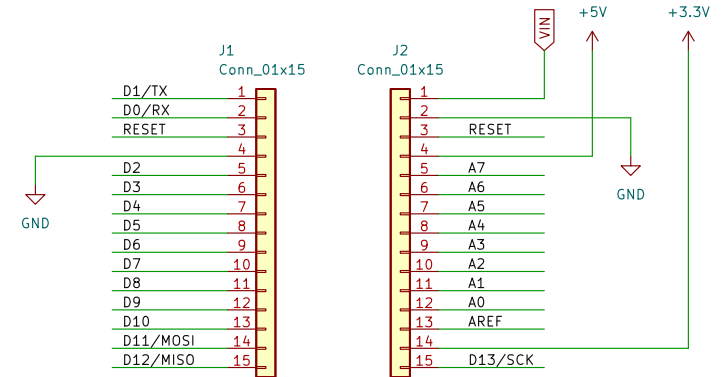 VIN
+5V
+3.3V
J1
Conn_01x15
J2
Conn_01x15
D1/TX 1
D0/RX 2
RESET 3
4
D2 5
D3 6
D4 7
D5 8
D6 9
D7 10
D8 11
D9 12
D10 13
D11/MOSI 14
D12/MISO 15
GND
1
2
3 RESET
4
5 A7
6 A6
7 A5
8 A4
9 A3
10 A2
11 A1
12 A0
13 AREF
14
15 D13/SCK
GND